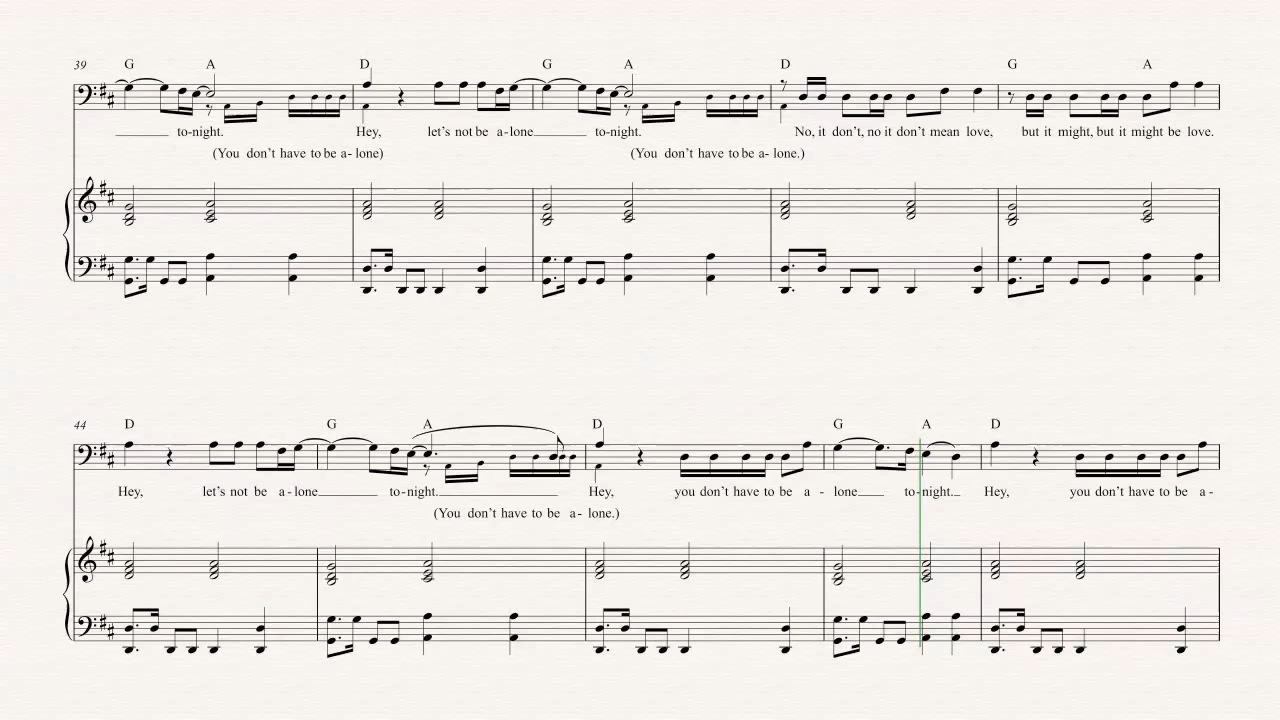 39 G A D G A D G A
to-night. Hey, let's not be a-lone to-night. No, it don't, no it don't mean love, but it might, but it might be love.
(You don't have to be a- lone) (You don't have to be a- lone.)
44 D G A D G A D
Hey, let's not be a-lone to-night. Hey, you don't have to be a - lone to-night. Hey, you don't have to be a -
(You don't have to be a- lone.)